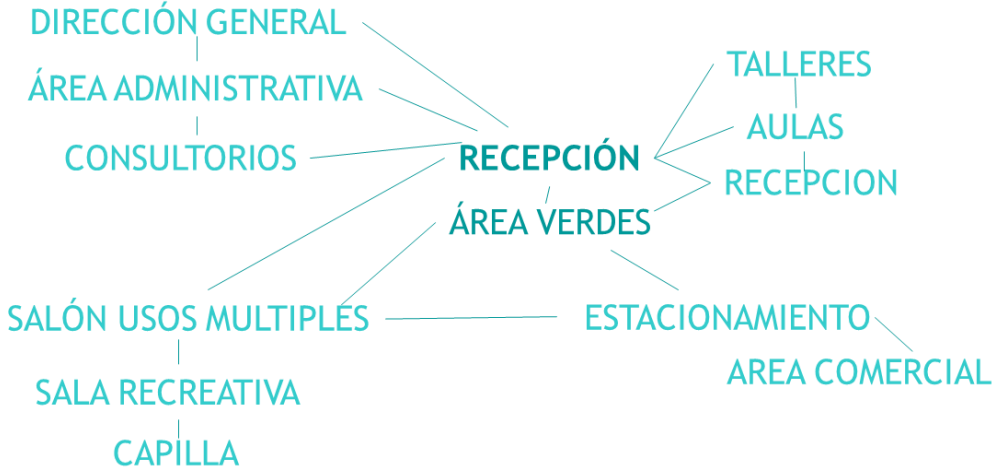 DIRECCIÓN GENERAL
ÁREA ADMINISTRATIVA
CONSULTORIOS
RECEPCIÓN
ÁREA VERDES
TALLERES
AULAS
RECEPCION
SALÓN USOS MULTIPLES
SALA RECREATIVA
CAPILLA
ESTACIONAMIENTO
AREA COMERCIAL